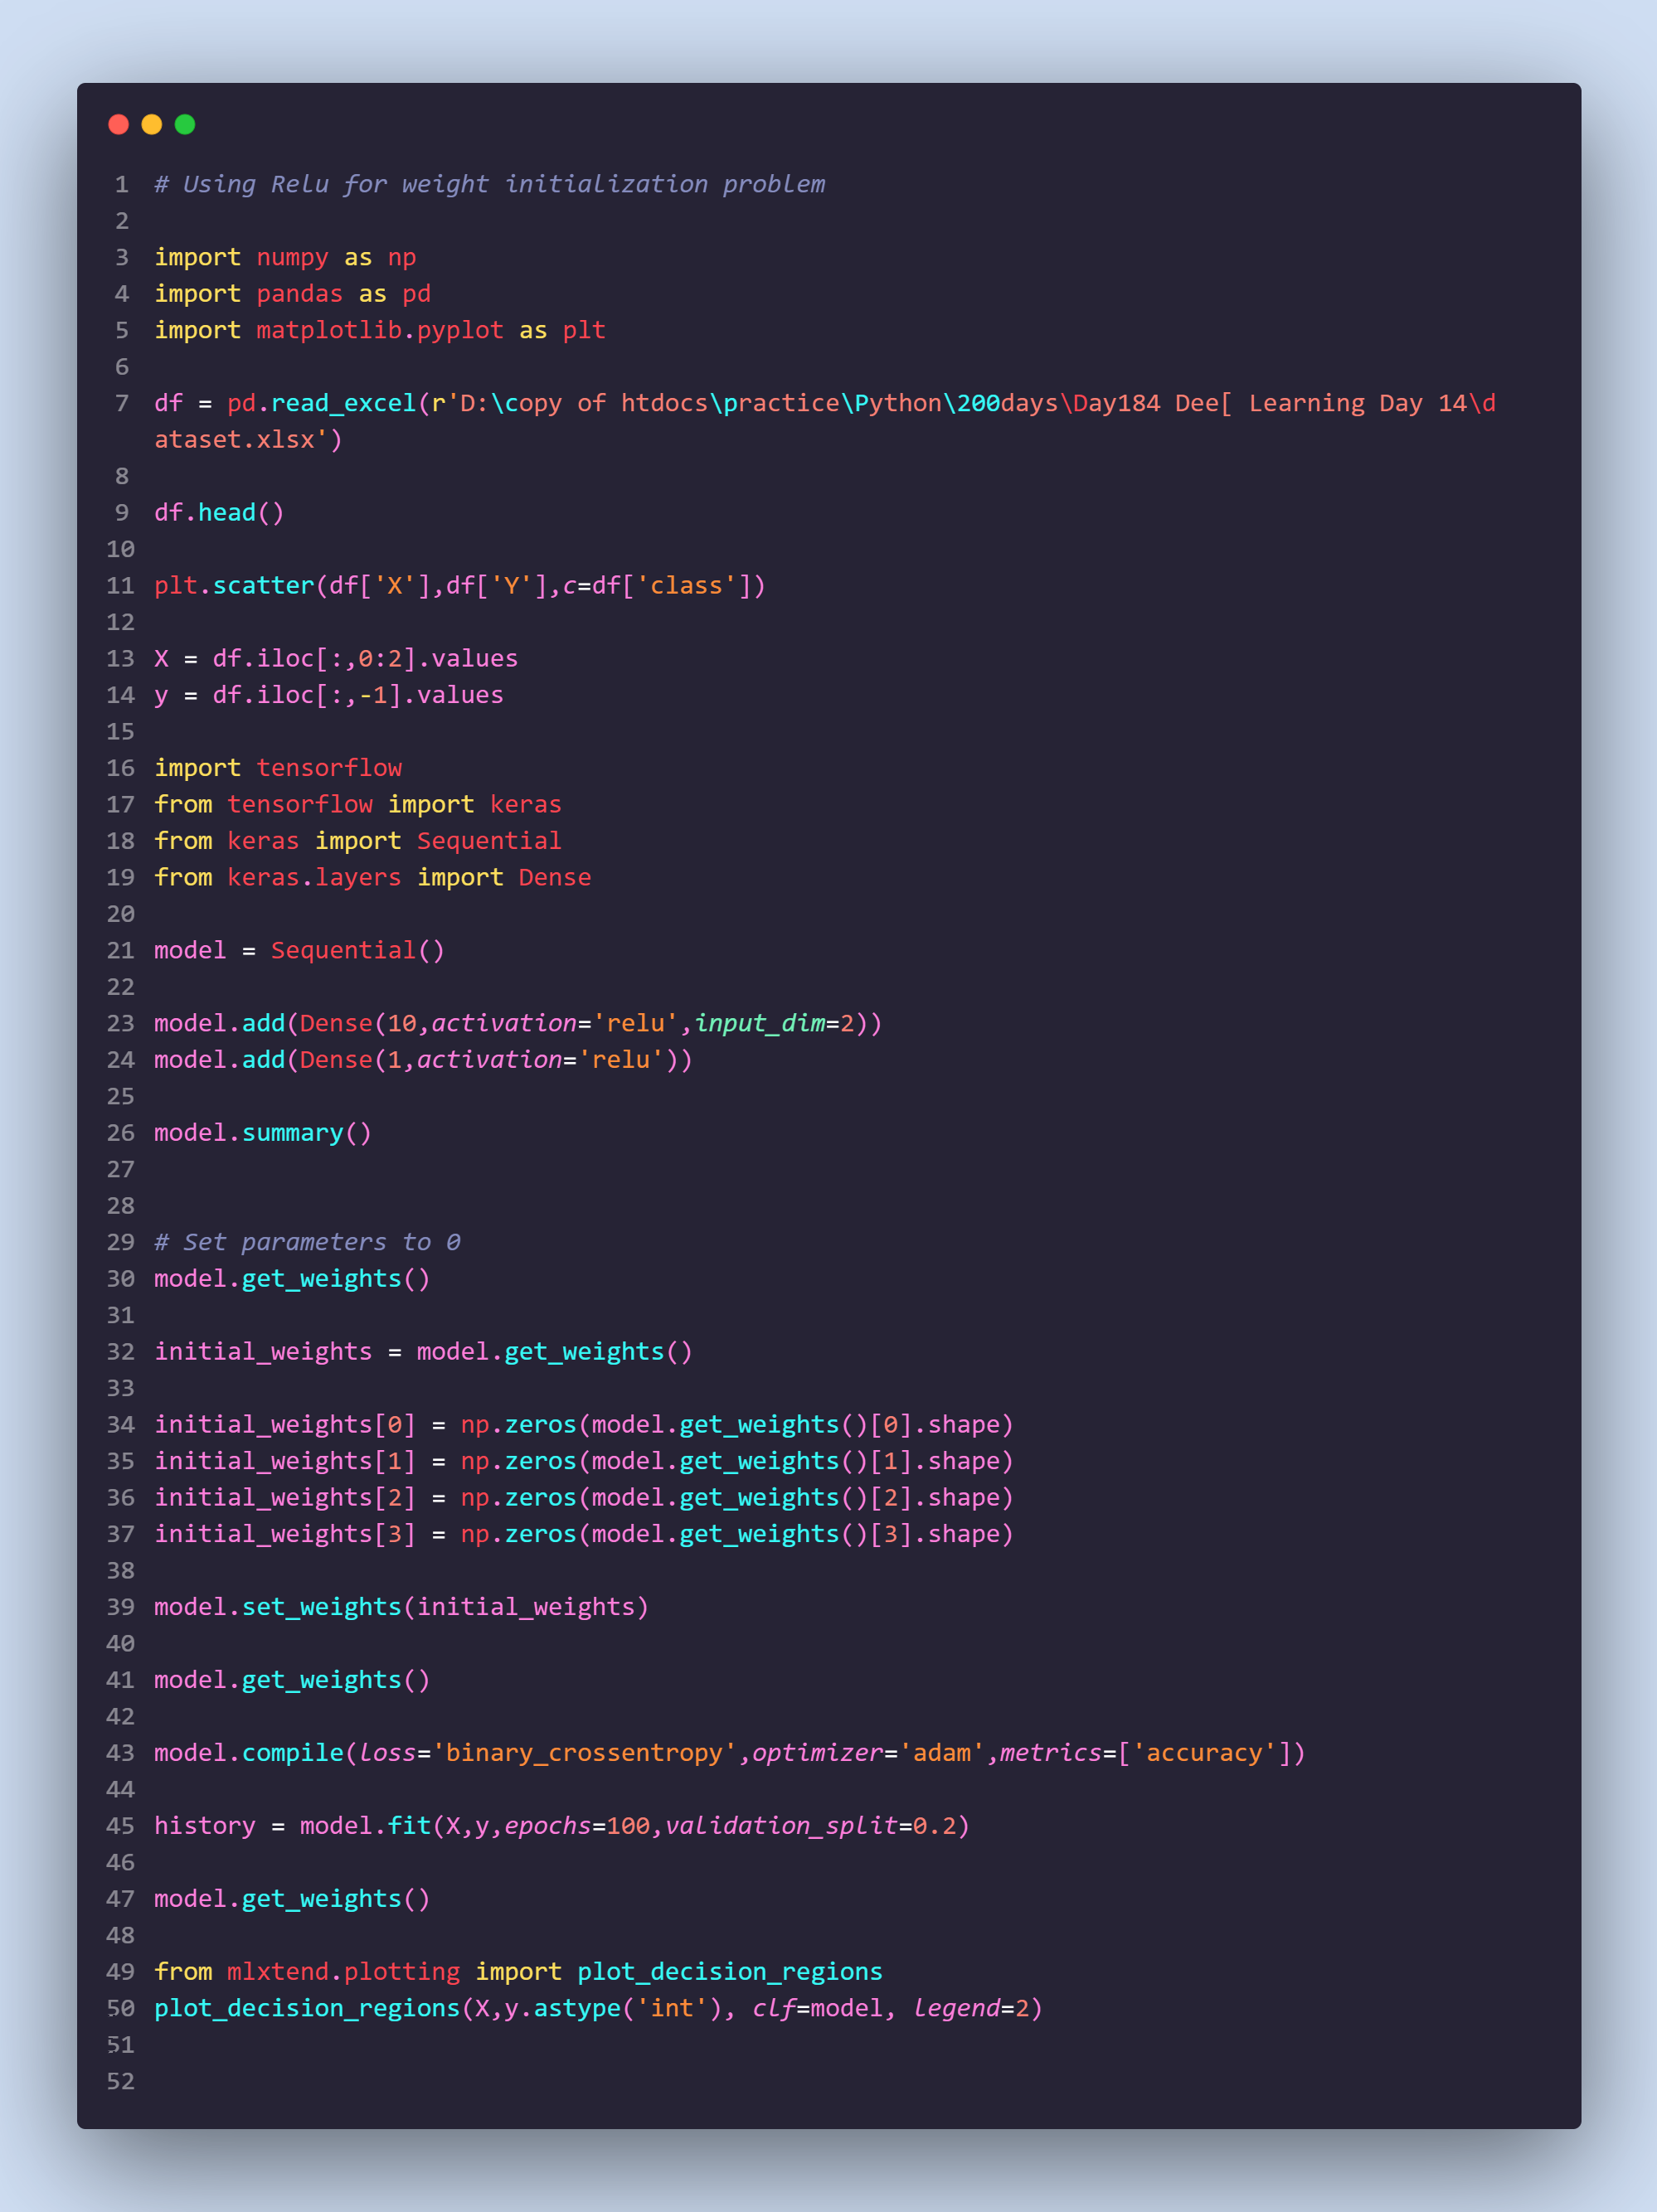 1 # Using Relu for weight initialization problem
2
3 import numpy as np
4 import pandas as pd
5 import matplotlib.pyplot as plt
6
7 df = pd.read_excel(r'D:\copy of htdocs\practice\Python\200days\Day184 Dee[ Learning Day 14\d
ataset.xlsx')
8
9 df.head()
10
11 plt.scatter(df['X'],df['Y'],c=df['class'])
12
13 X = df.iloc[:,0:2].values
14 y = df.iloc[:,-1].values
15
16 import tensorflow
17 from tensorflow import keras
18 from keras import Sequential
19 from keras.layers import Dense
20
21 model = Sequential()
22
23 model.add(Dense(10,activation='relu',input_dim=2))
24 model.add(Dense(1,activation='relu'))
25
26 model.summary()
27
28
29 # Set parameters to 0
30 model.get_weights()
31
32 initial_weights = model.get_weights()
33
34 initial_weights[0] = np.zeros(model.get_weights()[0].shape)
35 initial_weights[1] = np.zeros(model.get_weights()[1].shape)
36 initial_weights[2] = np.zeros(model.get_weights()[2].shape)
37 initial_weights[3] = np.zeros(model.get_weights()[3].shape)
38
39 model.set_weights(initial_weights)
40
41 model.get_weights()
42
43 model.compile(loss='binary_crossentropy',optimizer='adam',metrics=['accuracy'])
44
45 history = model.fit(X,y,epochs=100,validation_split=0.2)
46
47 model.get_weights()
48
49 from mlxtend.plotting import plot_decision_regions
50 plot_decision_regions(X,y.astype('int'), clf=model, legend=2)
51
52